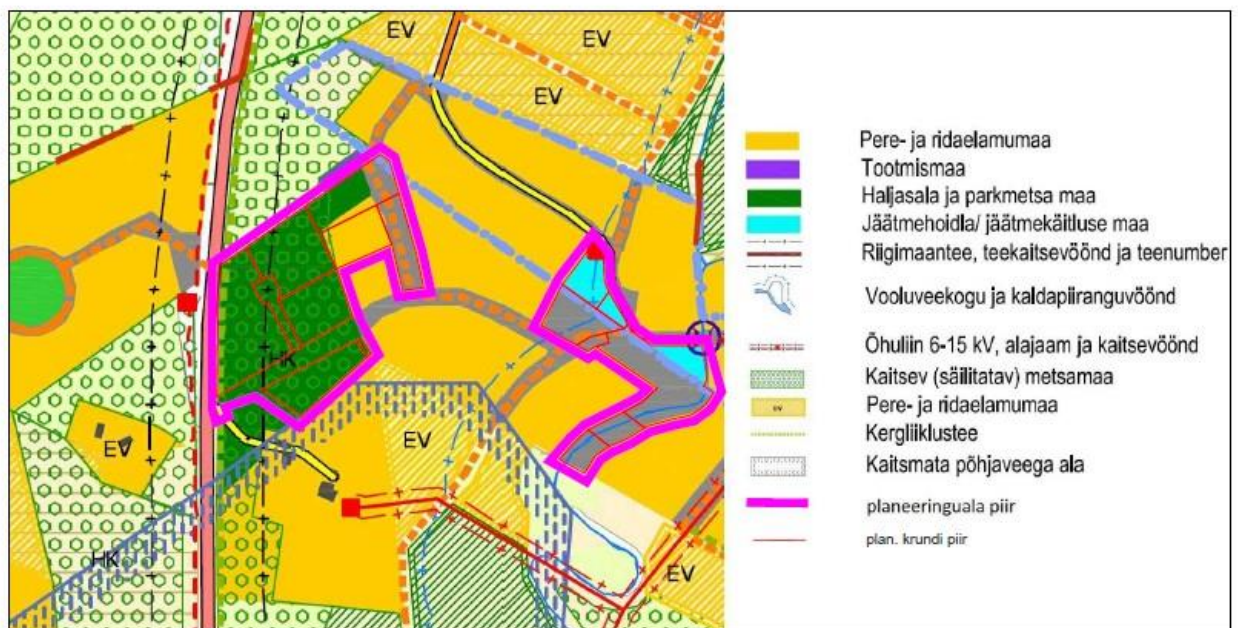 EV
EV
EV
HK
EV
EV
HK
EV
Pere- ja ridaelamumaa
Tootmismaa
Haljasala ja parkmetsa maa
Jäätmehoidla/ jäätmekäitluse maa
Riigimaantee, teekaitsevöönd ja teenumber
Vooluveekogu ja kaldapiiranguvöönd
Õhuliin 6-15 kV, alajaam ja kaitsevöönd
Kaitsev (säilitatav) metsamaa
EV Pere- ja ridaelamumaa
Kergliiklustee
Kaitsmata põhjaveega ala
planeeringuala piir
plan. krundi piir